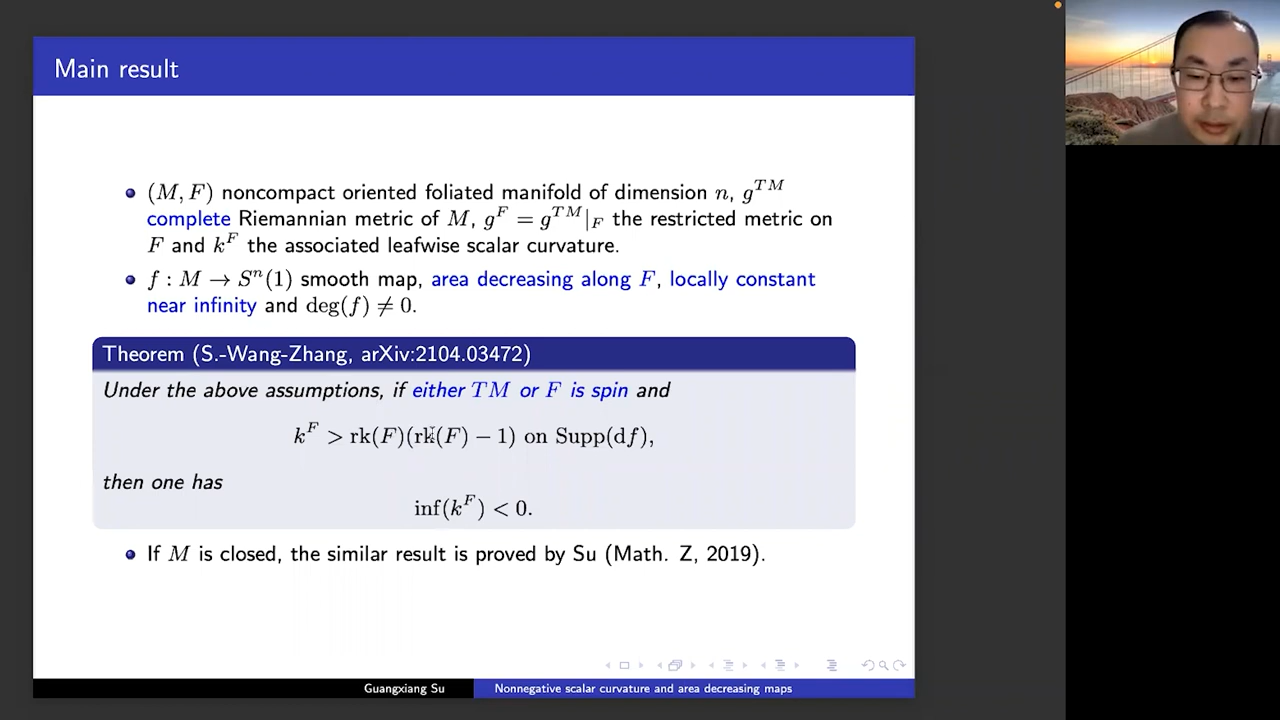 Main result
(M, F) noncompact oriented foliated manifold of dimension n, g^{TM}
complete Riemannian metric of M, g^F = g^{TM}|_F the restricted metric on
F and k^F the associated leafwise scalar curvature.
f : M → S^n(1) smooth map, area decreasing along F, locally constant
near infinity and deg(f) ≠ 0.
Theorem (S.-Wang-Zhang, arXiv:2104.03472)
Under the above assumptions, if either TM or F is spin and
k^F > rk(F)(rk(F) − 1) on Supp(df),
then one has
inf(k^F) < 0.
If M is closed, the similar result is proved by Su (Math. Z, 2019).
Guangxiang Su
Nonnegative scalar curvature and area decreasing maps